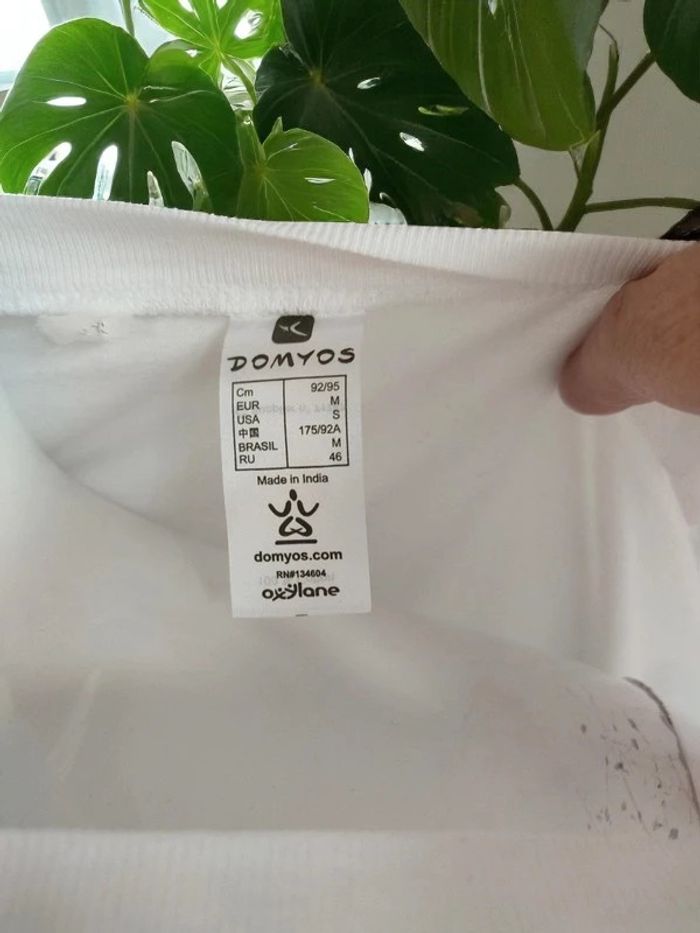 DOMYOS
Cm 92/95
EUR M
USA S
中国 175/92A
BRASIL M
RU 46
Made in India
domyos.com
RN#134604
oxylane